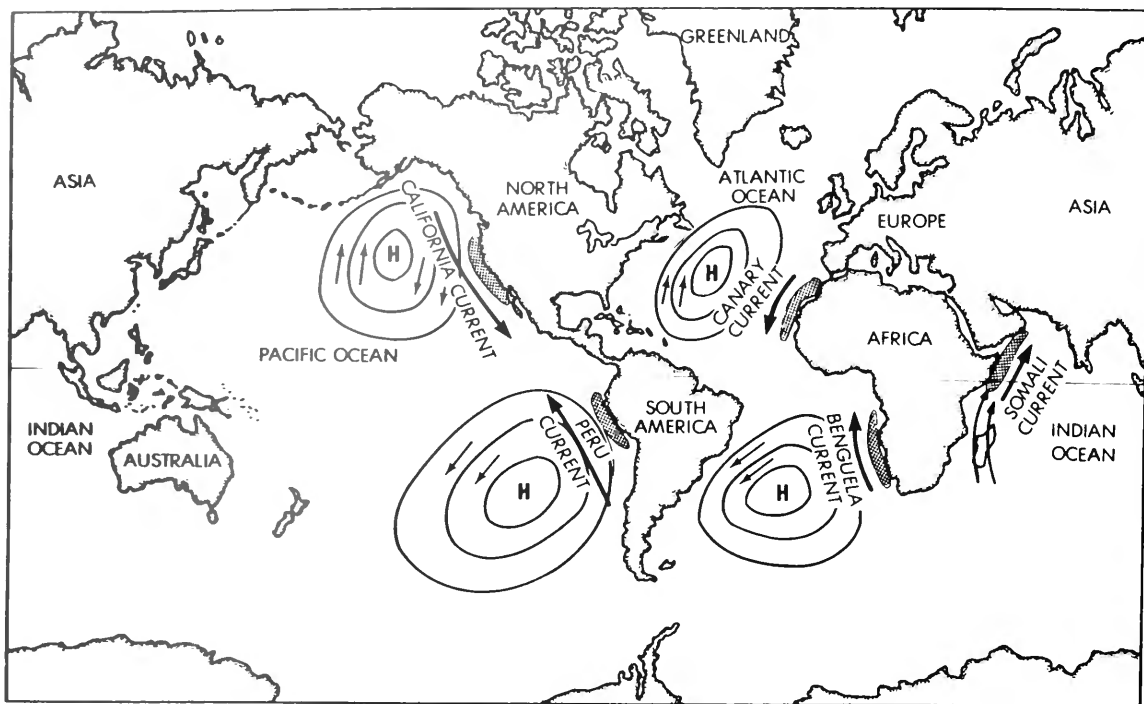 GREENLAND
ASIA
NORTH
AMERICA
ATLANTIC
OCEAN
EUROPE
ASIA
CALIFORNIA CURRENT
H
H
CANARY
CURRENT
AFRICA
PACIFIC OCEAN
SOMALI
CURRENT
INDIAN
OCEAN
AUSTRALIA
SOUTH
AMERICA
PERU
CURRENT
H
H
BENGUELA
CURRENT
INDIAN
OCEAN